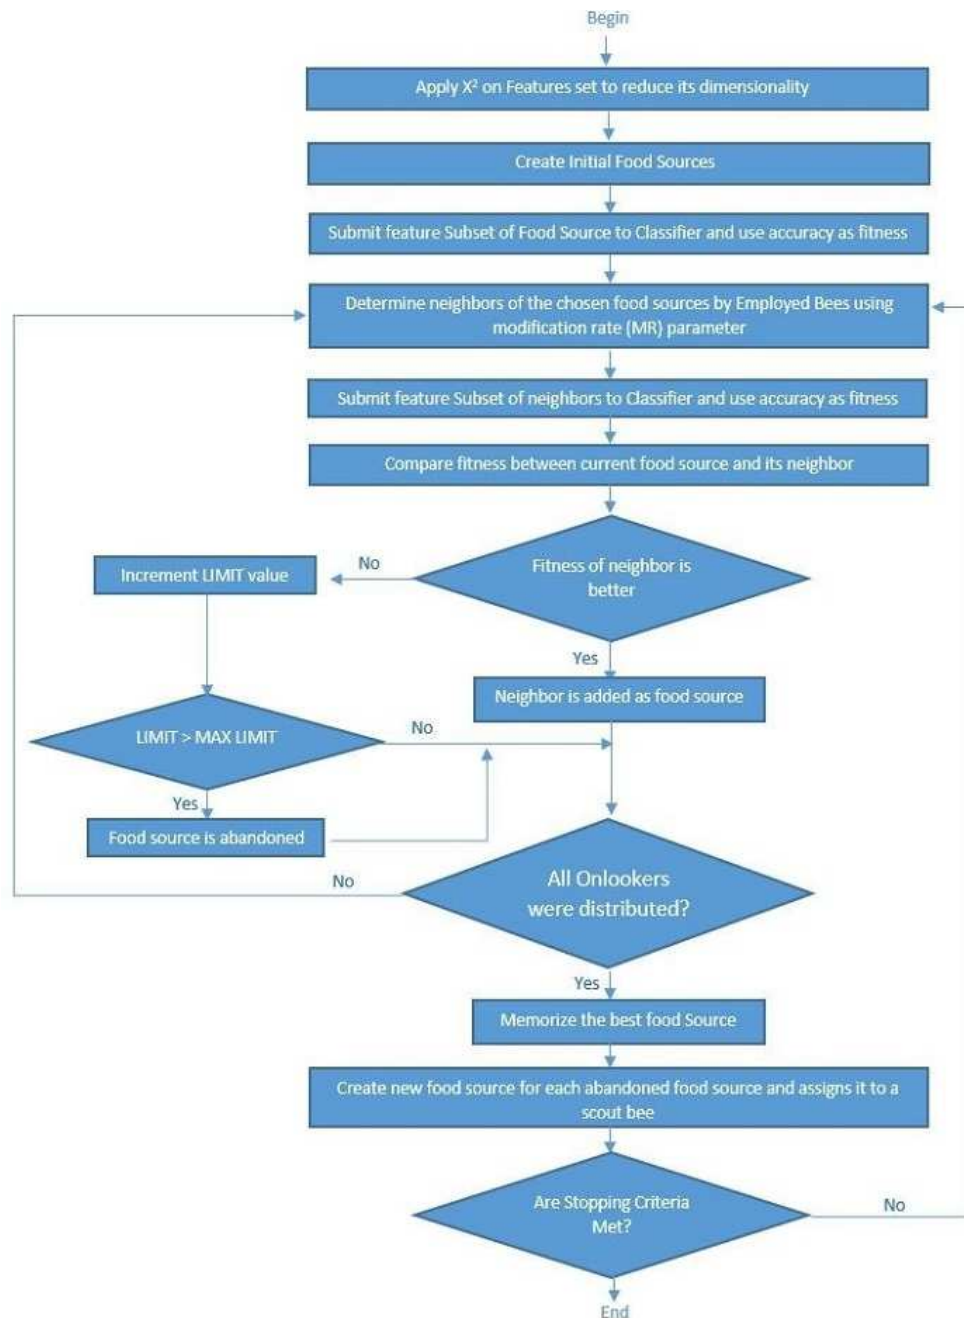 Begin
Apply X² on Features set to reduce its dimensionality
Create Initial Food Sources
Submit feature Subset of Food Source to Classifier and use accuracy as fitness
Determine neighbors of the chosen food sources by Employed Bees using
modification rate (MR) parameter
Submit feature Subset of neighbors to Classifier and use accuracy as fitness
Compare fitness between current food source and its neighbor
Fitness of neighbor is
better
No
Increment LIMIT value
Yes
Neighbor is added as food source
LIMIT > MAX LIMIT
No
Yes
Food source is abandoned
All Onlookers
were distributed?
No
Yes
Memorize the best food Source
Create new food source for each abandoned food source and assigns it to a
scout bee
Are Stopping Criteria
Met?
No
End